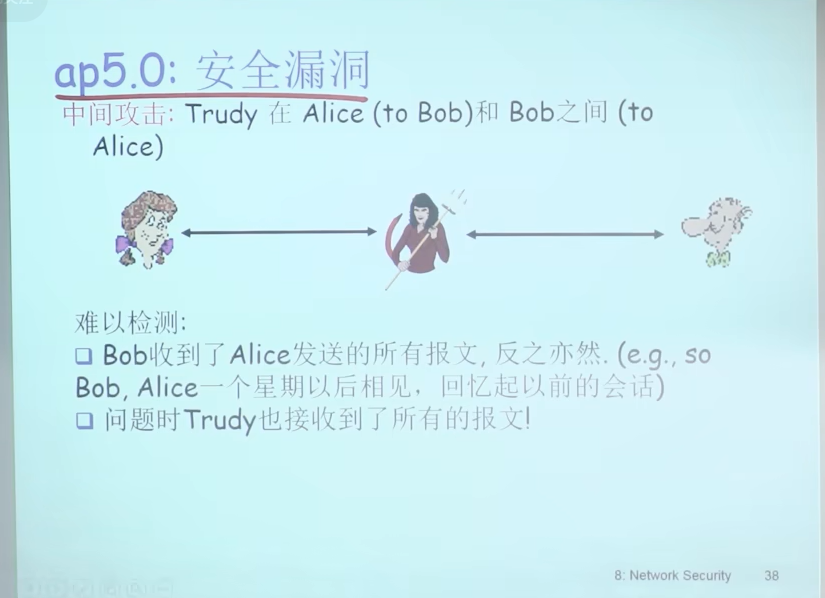 ap5.0: 安全漏洞
中间攻击: Trudy 在 Alice (to Bob)和 Bob之间 (to
Alice)
难以检测:
❑ Bob收到了Alice发送的所有报文, 反之亦然. (e.g., so
Bob, Alice一个星期以后相见，回忆起以前的会话)
❑ 问题时Trudy也接收到了所有的报文!
8: Network Security 38